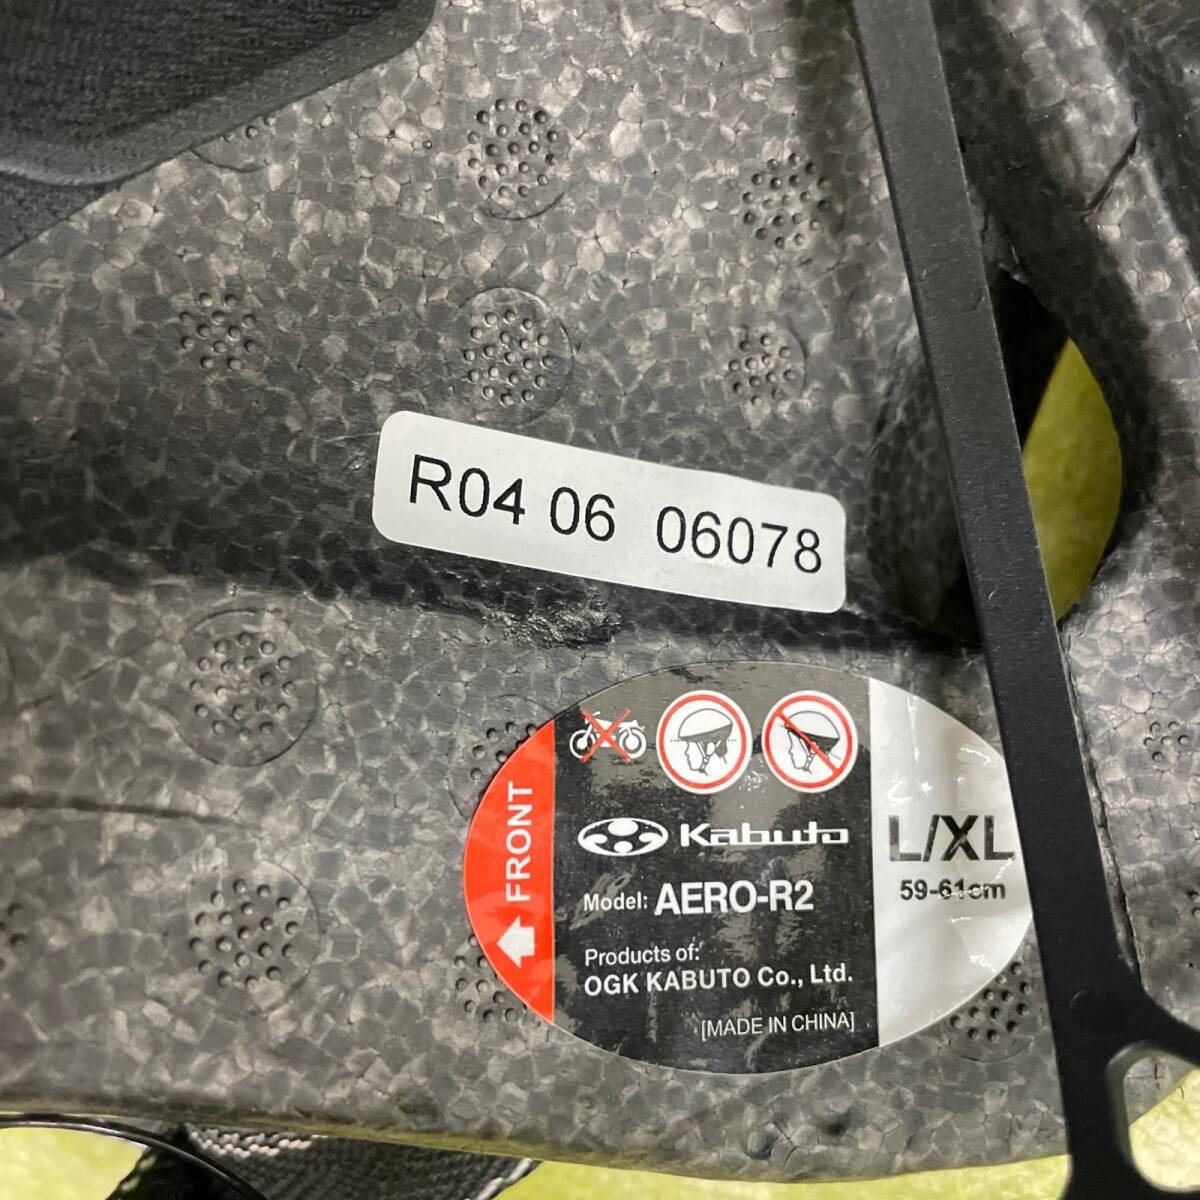 R04 06 06078
FRONT
Kabuto
Model: AERO-R2
Products of:
OGK KABUTO Co., Ltd.
[MADE IN CHINA]
L/XL
59-61cm